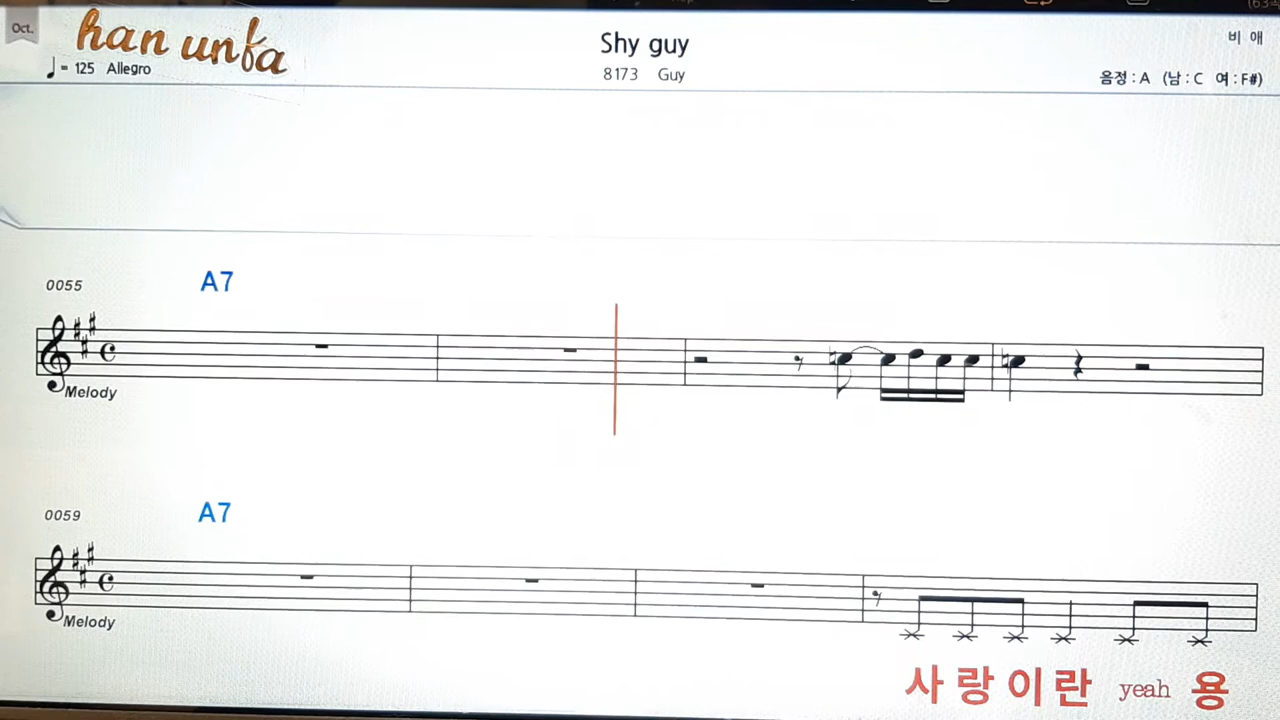 Oct.
han unfa
Shy guy
비 애
♩= 125 Allegro
8173 Guy
음정 : A (남 : C 여 : F#)
0055
A7
Melody
0059
A7
Melody
사 랑 이 란 yeah 용